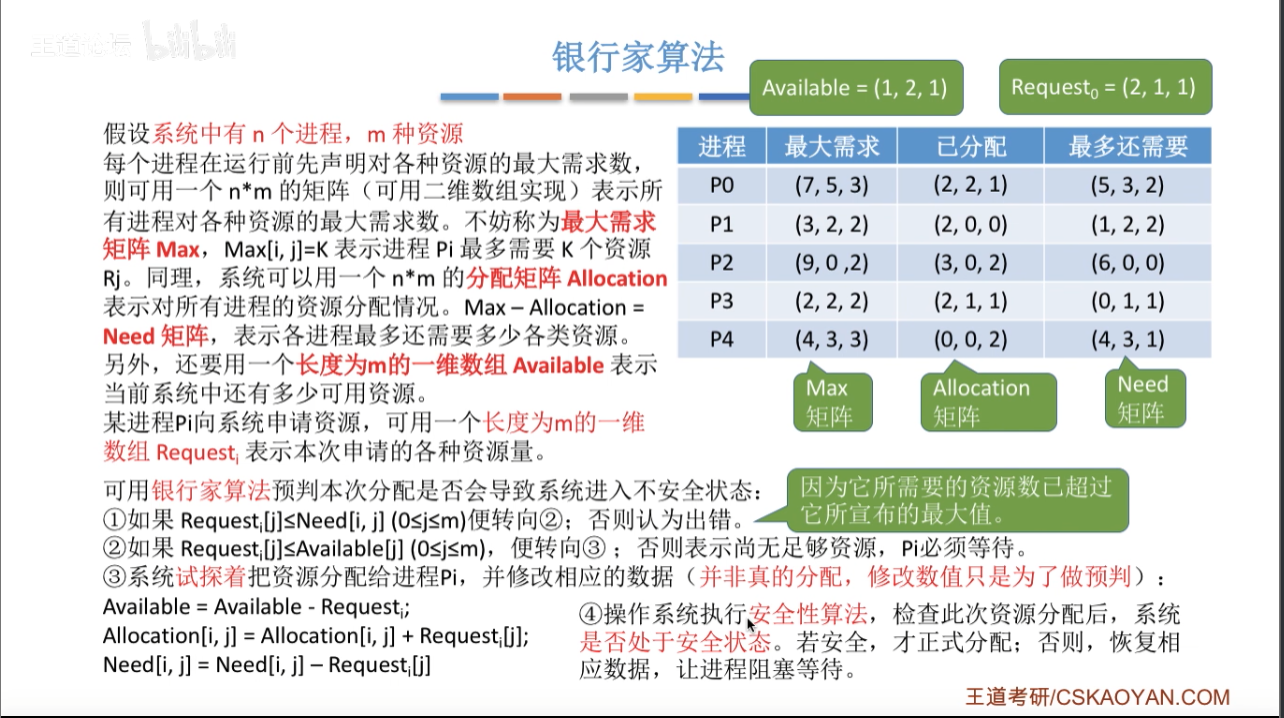 王道论坛 bilibili
银行家算法
Available = (1, 2, 1)
Request0 = (2, 1, 1)
假设系统中有 n 个进程，m 种资源
每个进程在运行前先声明对各种资源的最大需求数，
则可用一个 n*m 的矩阵（可用二维数组实现）表示所
有进程对各种资源的最大需求数。不妨称为最大需求
矩阵 Max，Max[i, j]=K 表示进程 Pi 最多需要 K 个资源
Rj。同理，系统可以用一个 n*m 的分配矩阵 Allocation
表示对所有进程的资源分配情况。Max – Allocation =
Need 矩阵，表示各进程最多还需要多少各类资源。
另外，还要用一个长度为m的一维数组 Available 表示
当前系统中还有多少可用资源。
某进程Pi向系统申请资源，可用一个长度为m的一维
数组 Requesti 表示本次申请的各种资源量。
进程 最大需求 已分配 最多还需要
P0 (7, 5, 3) (2, 2, 1) (5, 3, 2)
P1 (3, 2, 2) (2, 0, 0) (1, 2, 2)
P2 (9, 0 ,2) (3, 0, 2) (6, 0, 0)
P3 (2, 2, 2) (2, 1, 1) (0, 1, 1)
P4 (4, 3, 3) (0, 0, 2) (4, 3, 1)
Max
矩阵
Allocation
矩阵
Need
矩阵
可用银行家算法预判本次分配是否会导致系统进入不安全状态：
①如果 Requesti[j]≤Need[i, j] (0≤j≤m)便转向②；否则认为出错。
因为它所需要的资源数已超过
它所宣布的最大值。
②如果 Requesti[j]≤Available[j] (0≤j≤m)，便转向③ ；否则表示尚无足够资源，Pi必须等待。
③系统试探着把资源分配给进程Pi，并修改相应的数据（并非真的分配，修改数值只是为了做预判）：
Available = Available - Requesti;
Allocation[i, j] = Allocation[i, j] + Requesti[j];
Need[i, j] = Need[i, j] – Requesti[j]
④操作系统执行安全性算法，检查此次资源分配后，系统
是否处于安全状态。若安全，才正式分配；否则，恢复相
应数据，让进程阻塞等待。
王道考研/CSKAOYAN.COM